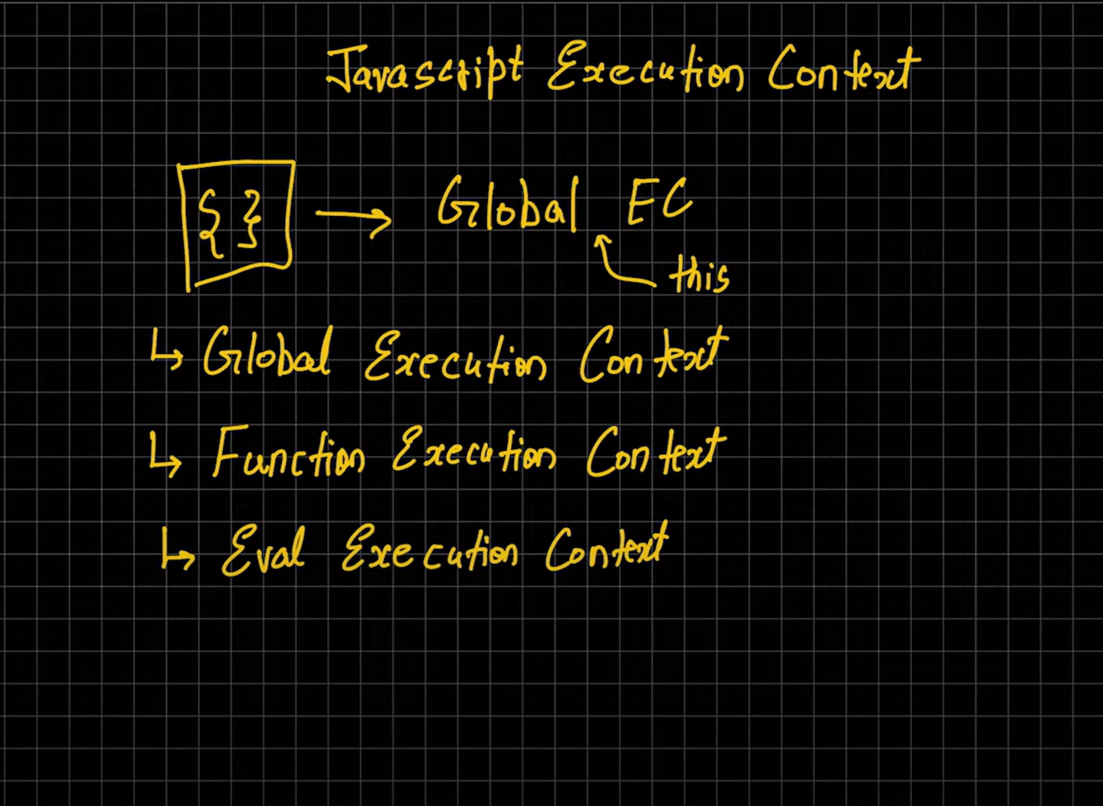 Javascript Execution Context
{ } → Global EC
this
↳ Global Execution Context
↳ Function Execution Context
↳ Eval Execution Context